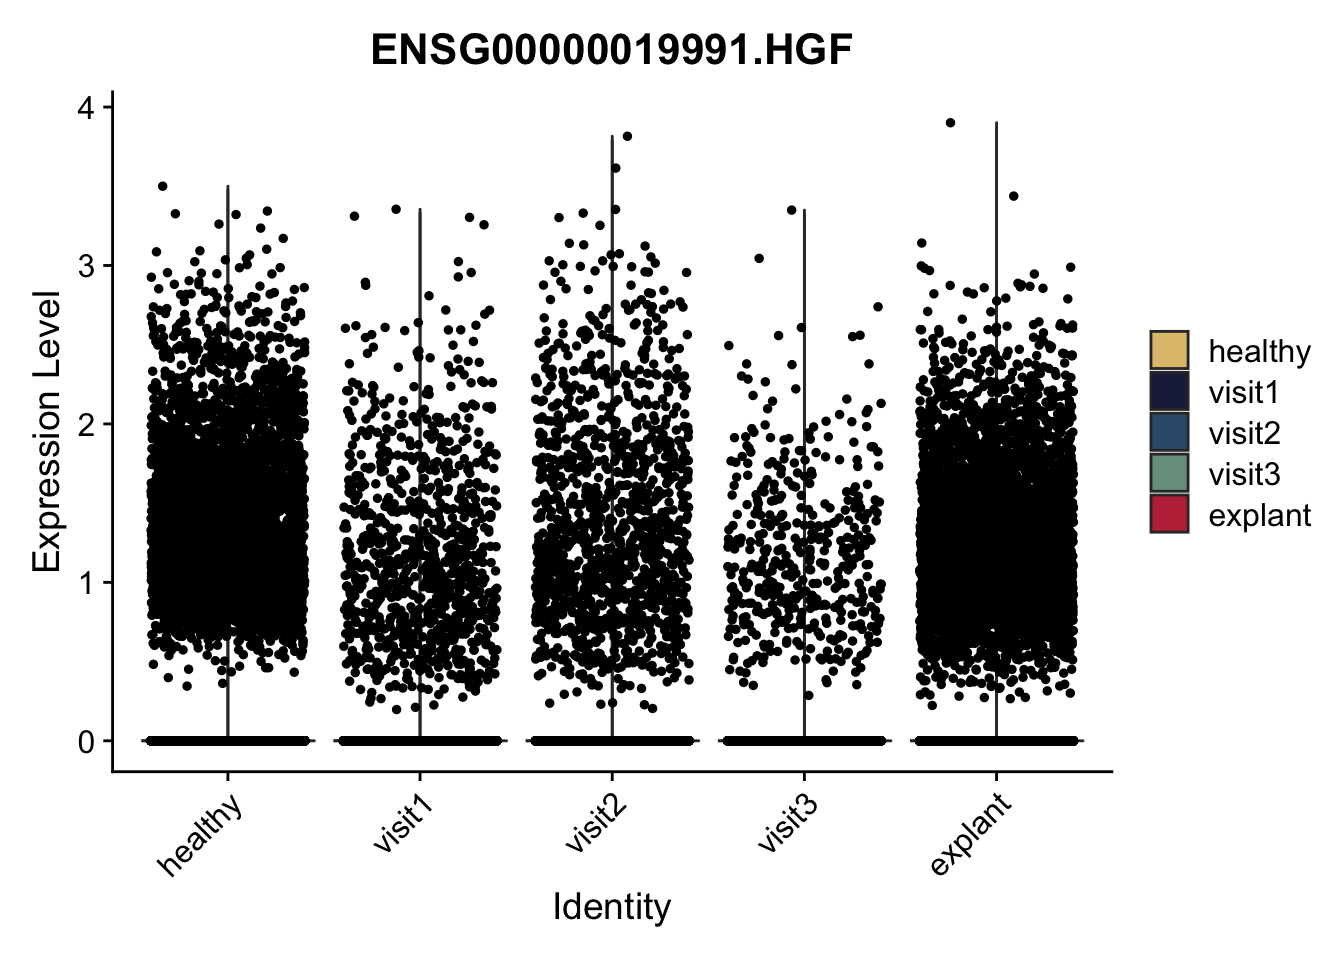 ENSG00000019991.HGF
Expression Level
4
3
2
1
0
healthy
visit1
visit2
visit3
explant
Identity
healthy
visit1
visit2
visit3
explant